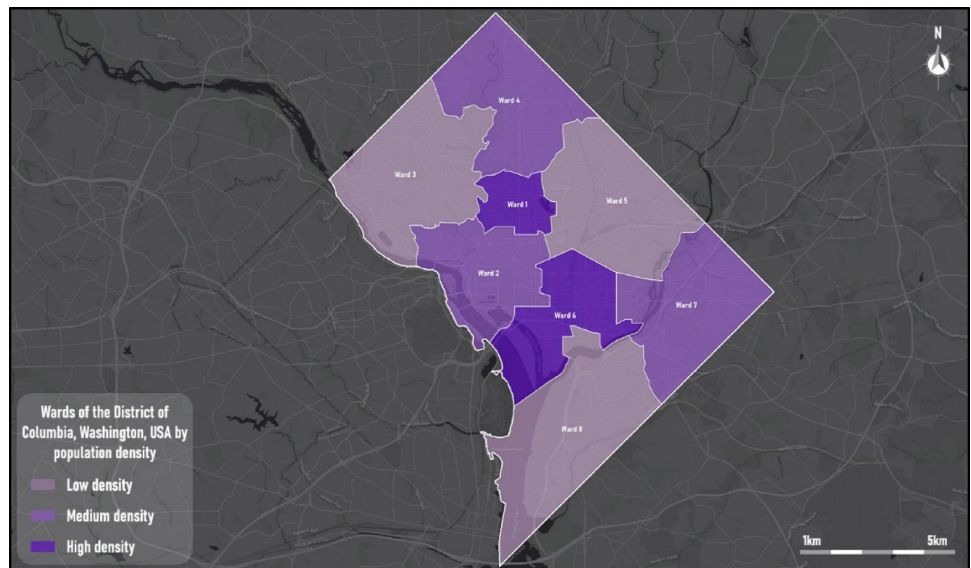 N
Ward 4
Ward 3
Ward 1
Ward 5
Ward 2
Ward 7
Ward 6
Ward 8
Wards of the District of
Columbia, Washington, USA by
population density
Low density
Medium density
High density
1km 5km